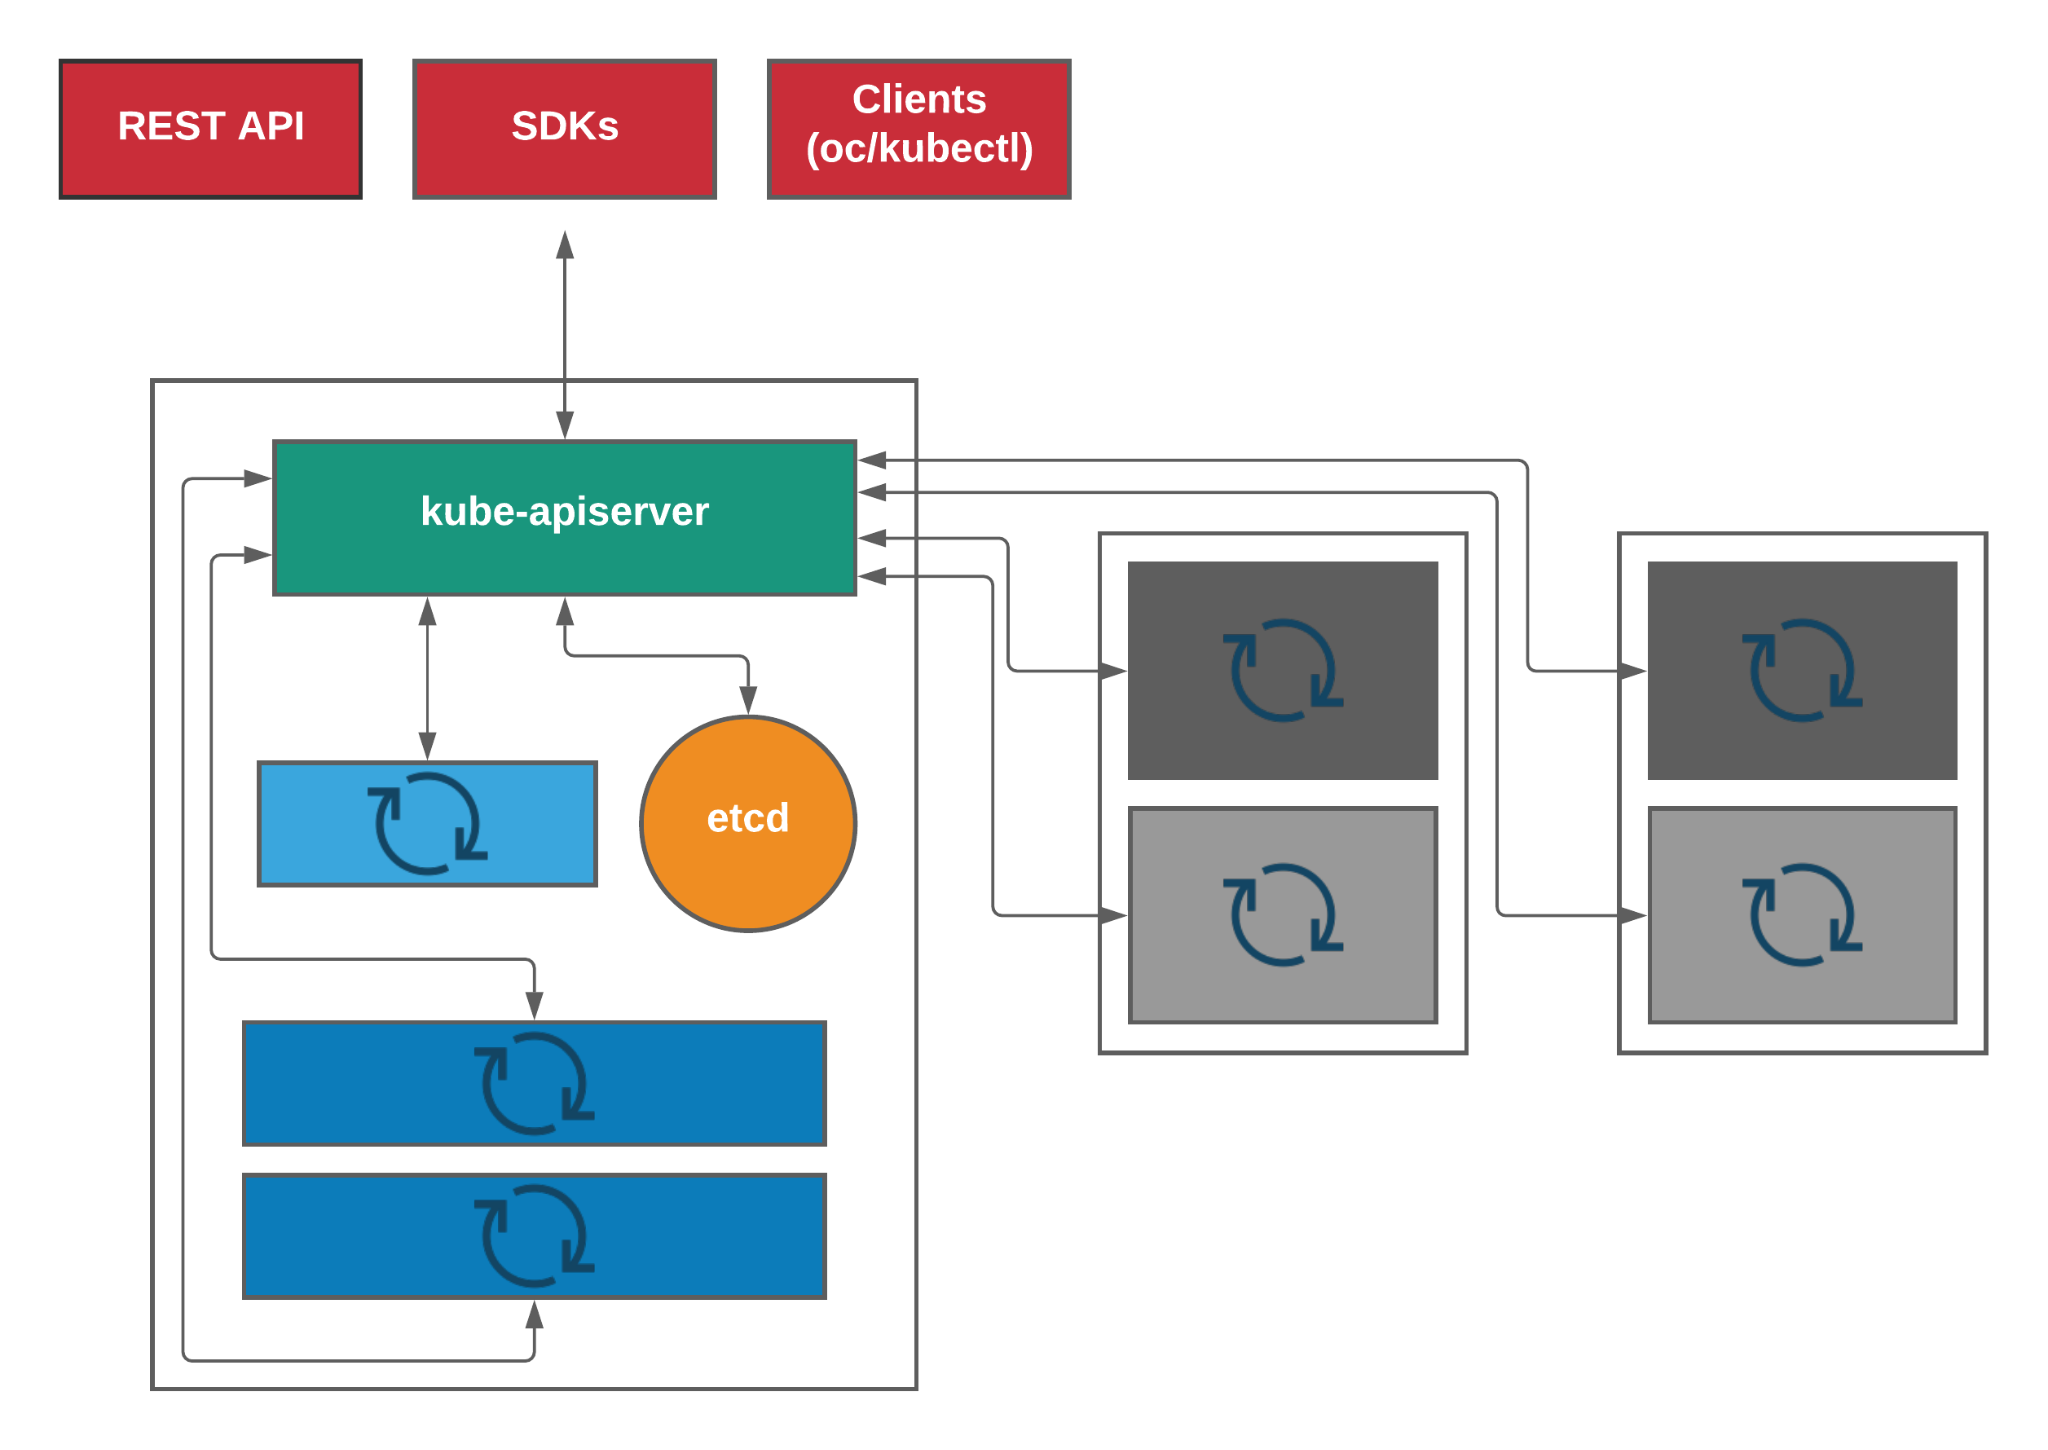 REST API
SDKs
Clients
(oc/kubectl)
kube-apiserver
etcd